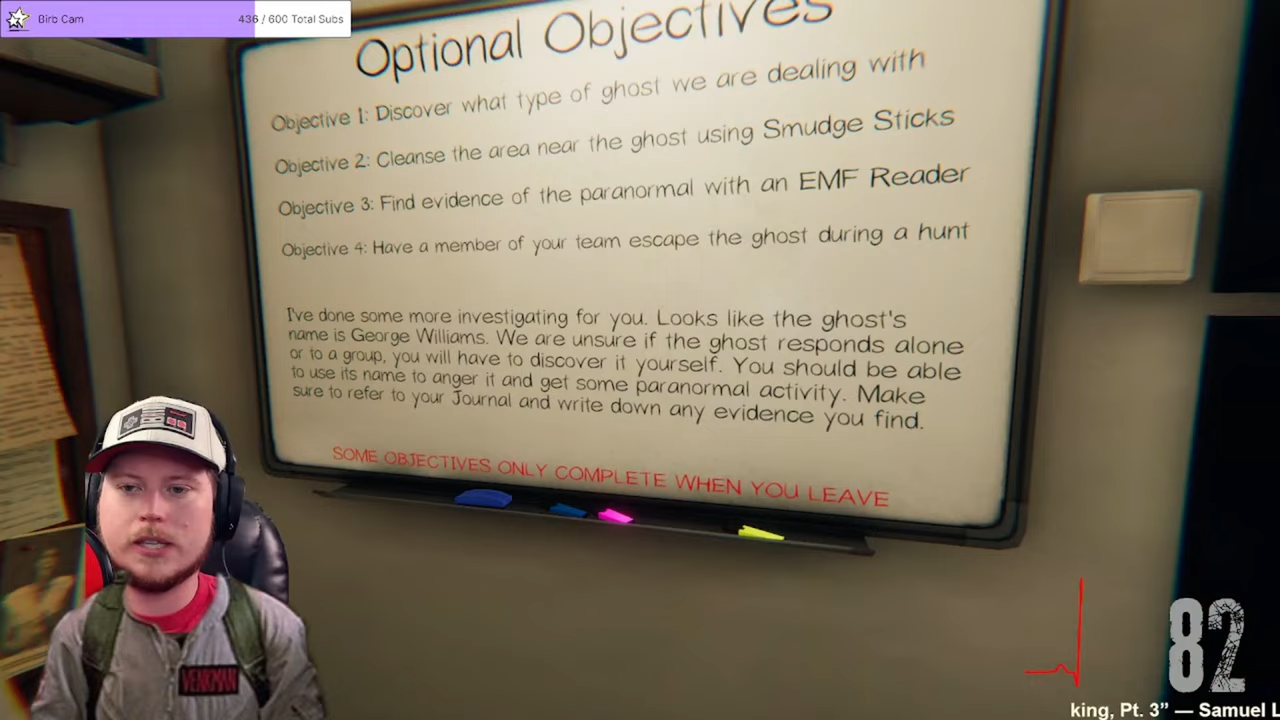 Birb Cam
436 / 600 Total Subs
Optional Objectives
Objective 1: Discover what type of ghost we are dealing with
Objective 2: Cleanse the area near the ghost using Smudge Sticks
Objective 3: Find evidence of the paranormal with an EMF Reader
Objective 4: Have a member of your team escape the ghost during a hunt
I've done some more investigating for you. Looks like the ghost's
name is George Williams. We are unsure if the ghost responds alone
or to a group, you will have to discover it yourself. You should be able
to use its name to anger it and get some paranormal activity. Make
sure to refer to your Journal and write down any evidence you find.
SOME OBJECTIVES ONLY COMPLETE WHEN YOU LEAVE
VENKMAN
82
king, Pt. 3” — Samuel L